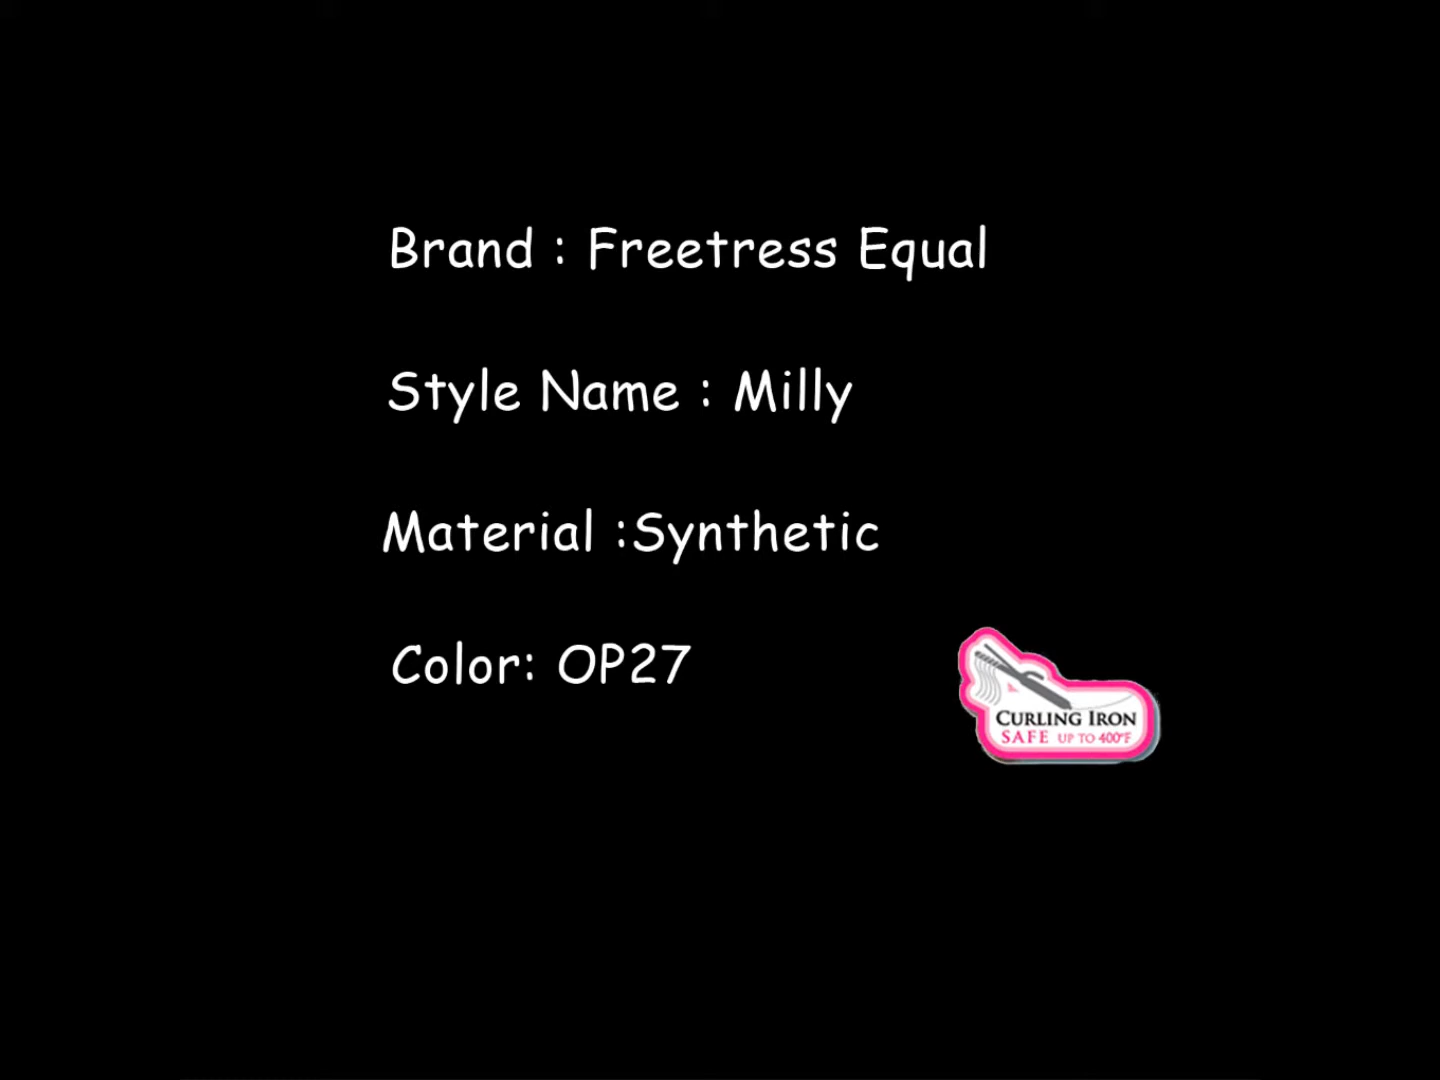 Brand : Freetress Equal
Style Name : Milly
Material :Synthetic
Color: OP27
CURLING IRON
SAFE UP TO 400°F